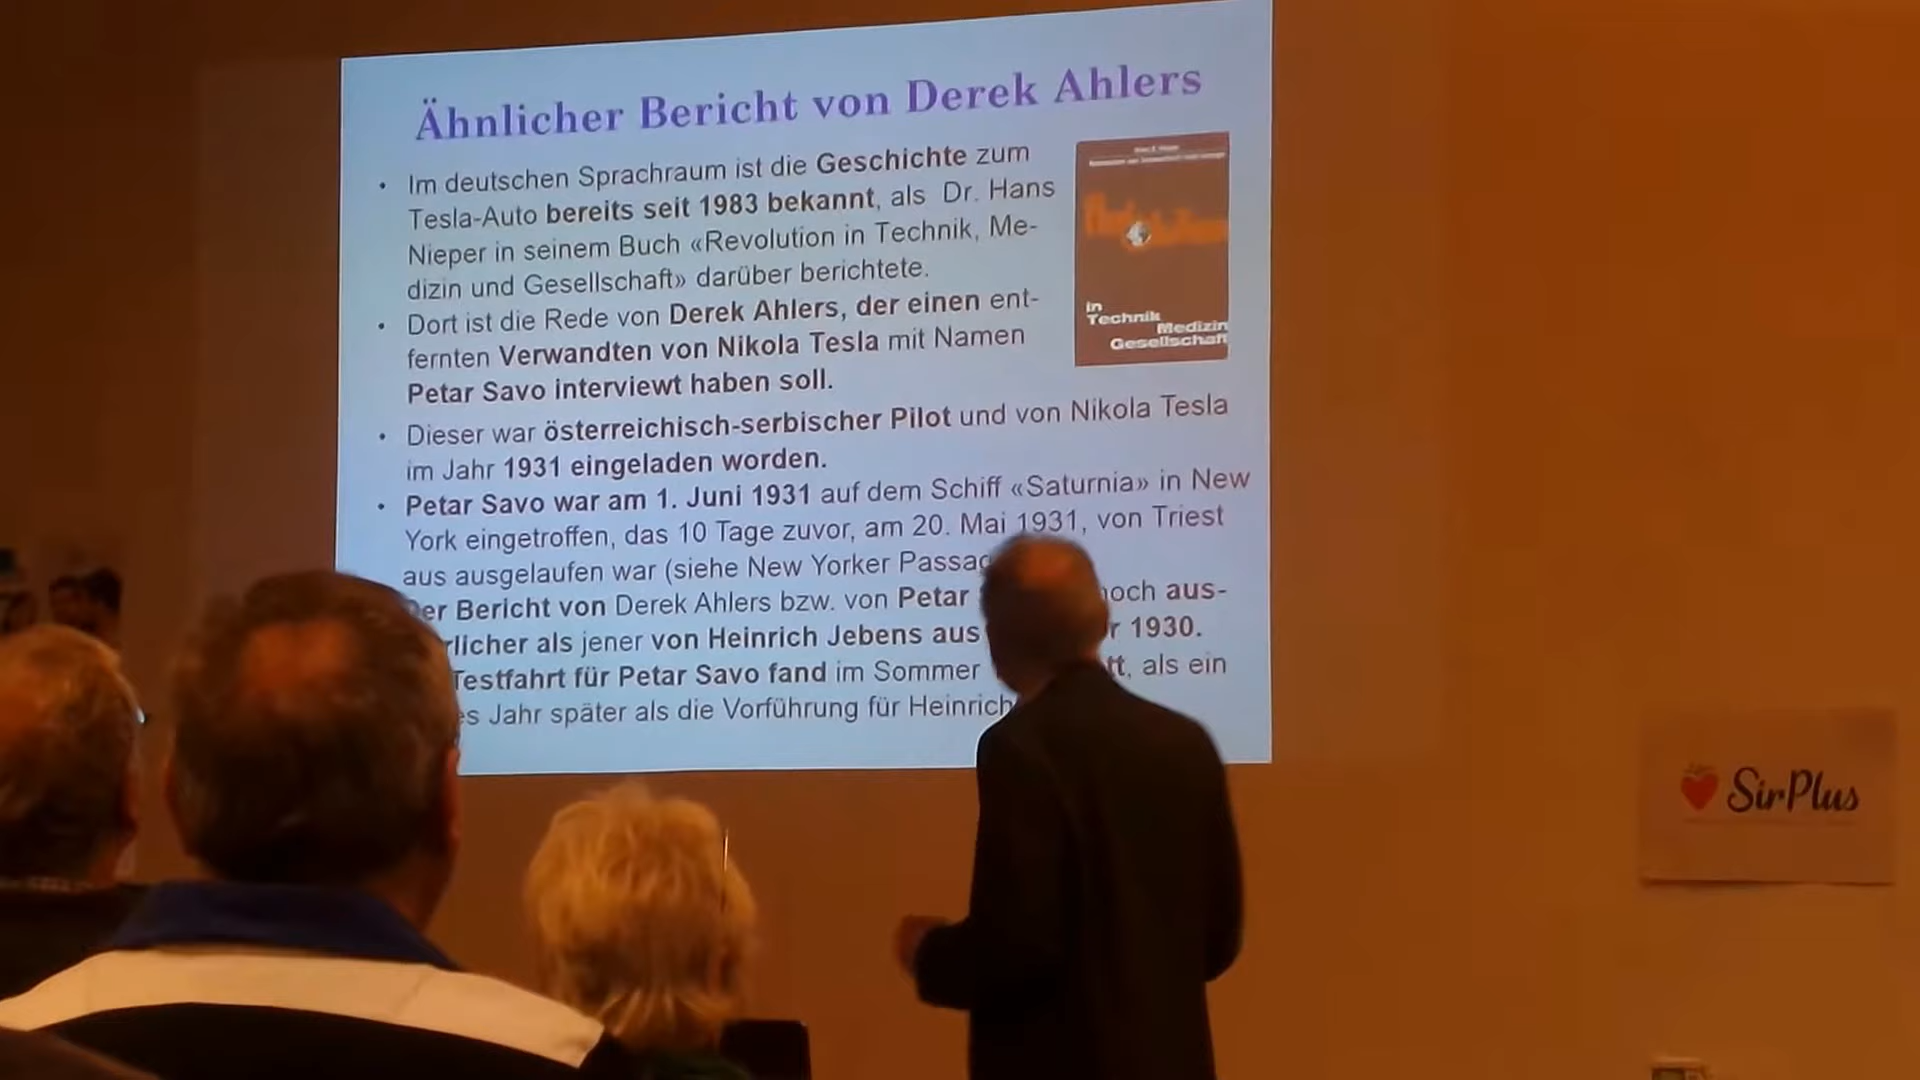 Ähnlicher Bericht von Derek Ahlers
• Im deutschen Sprachraum ist die Geschichte zum
Tesla-Auto bereits seit 1983 bekannt, als Dr. Hans
Nieper in seinem Buch «Revolution in Technik, Me-
dizin und Gesellschaft» darüber berichtete.
• Dort ist die Rede von Derek Ahlers, der einen ent-
fernten Verwandten von Nikola Tesla mit Namen
Petar Savo interviewt haben soll.
• Dieser war österreichisch-serbischer Pilot und von Nikola Tesla
im Jahr 1931 eingeladen worden.
• Petar Savo war am 1. Juni 1931 auf dem Schiff «Saturnia» in New
York eingetroffen, das 10 Tage zuvor, am 20. Mai 1931, von Triest
aus ausgelaufen war (siehe New Yorker
Bericht von Derek Ahlers bzw. von Petar noch aus-
als jener von Heinrich Jebens aus 1930.
Testfahrt für Petar Savo fand im Sommer als ein
Jahr später als die Vorführung für Heinrich
in
Technik
Medizin
Gesellschaft
SirPlus